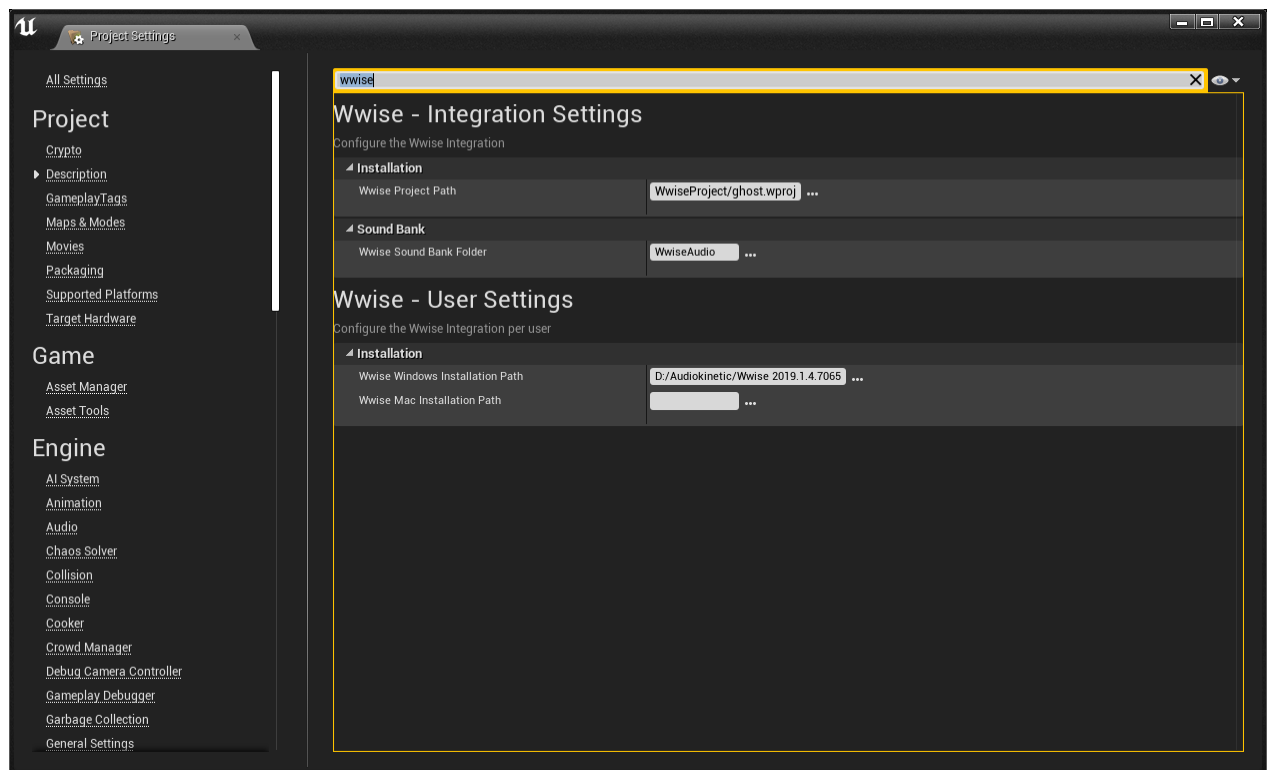 Project Settings
All Settings
Project
Crypto
Description
GameplayTags
Maps & Modes
Movies
Packaging
Supported Platforms
Target Hardware
Game
Asset Manager
Asset Tools
Engine
AI System
Animation
Audio
Chaos Solver
Collision
Console
Cooker
Crowd Manager
Debug Camera Controller
Gameplay Debugger
Garbage Collection
General Settings
wwise
Wwise - Integration Settings
Configure the Wwise Integration
Installation
Wwise Project Path WwiseProject/ghost.wproj ...
Sound Bank
Wwise Sound Bank Folder WwiseAudio ...
Wwise - User Settings
Configure the Wwise Integration per user
Installation
Wwise Windows Installation Path D:/Audiokinetic/Wwise 2019.1.4.7065 ...
Wwise Mac Installation Path ...